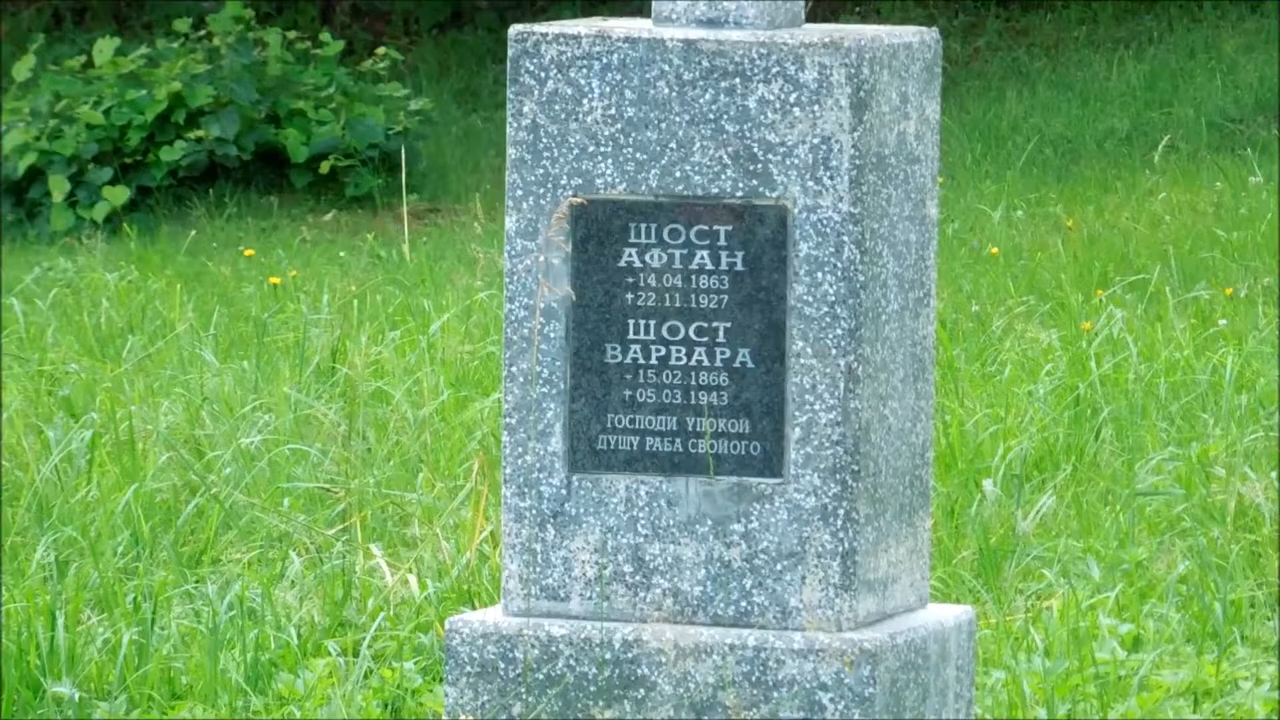 ШОСТ
АФТАН
+14.04.1863
†22.11.1927
ШОСТ
ВАРВАРА
+15.02.1866
†05.03.1943
ГОСПОДИ УПОКОЙ
ДУШУ РАБА СВОЙОГО